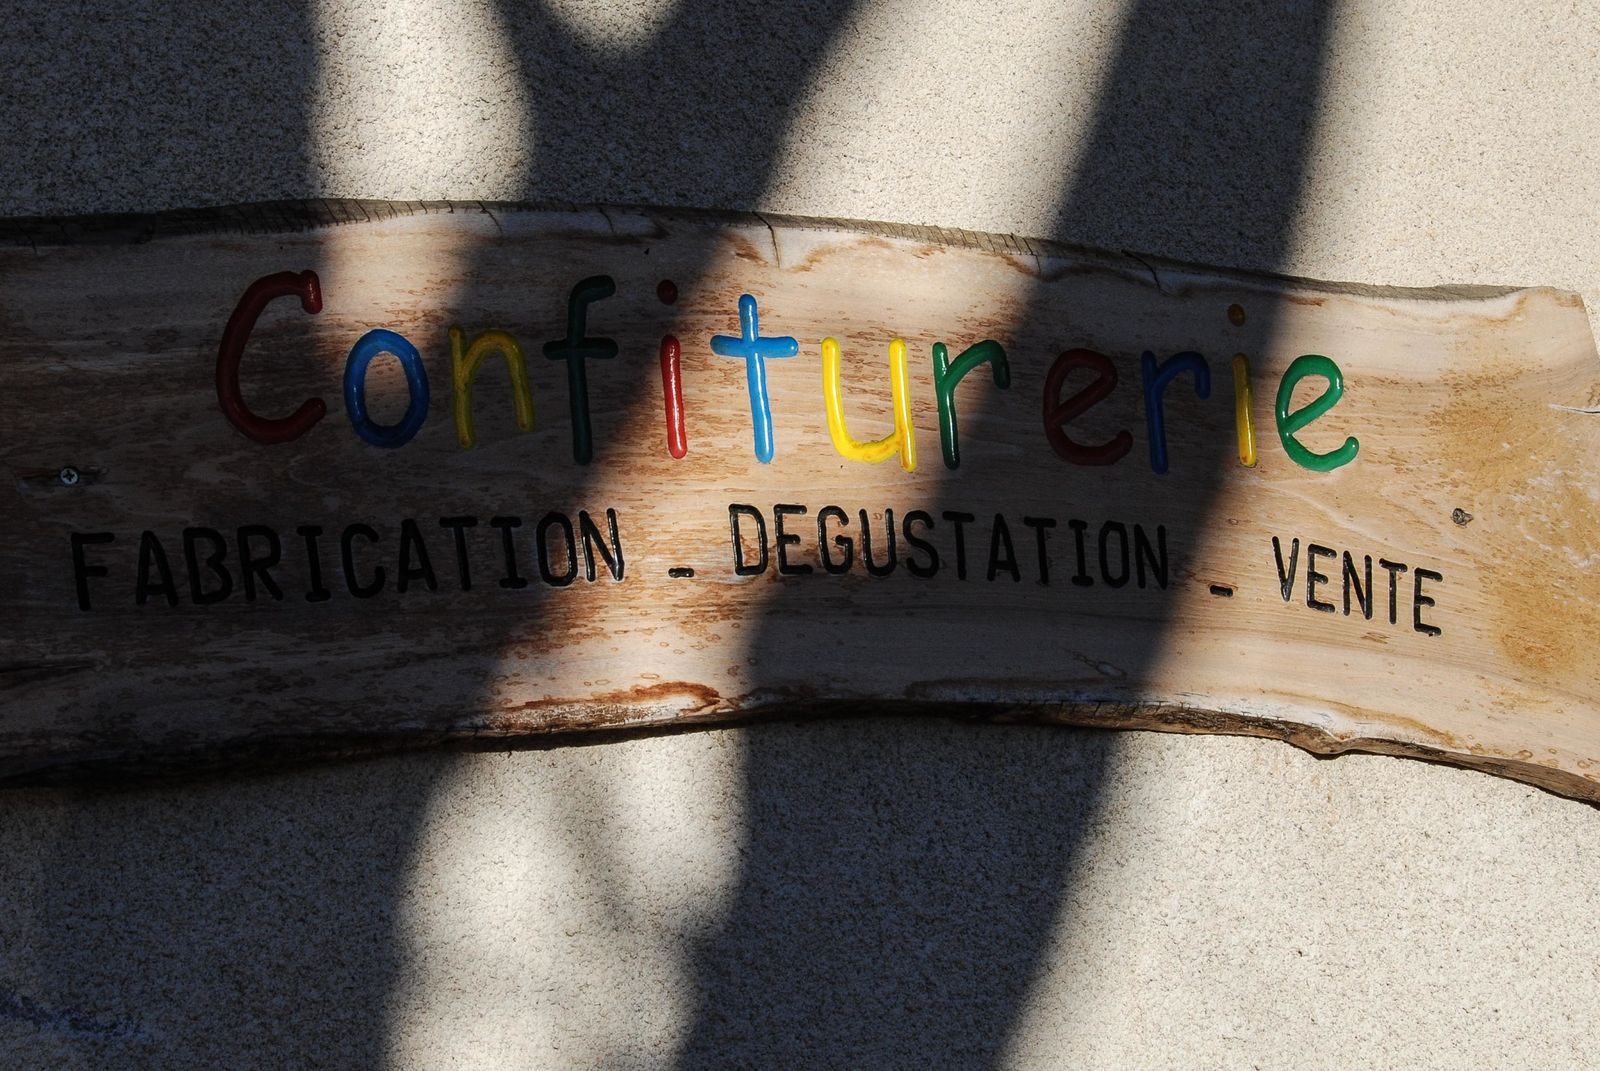 Confiturerie
FABRICATION - DEGUSTATION - VENTE